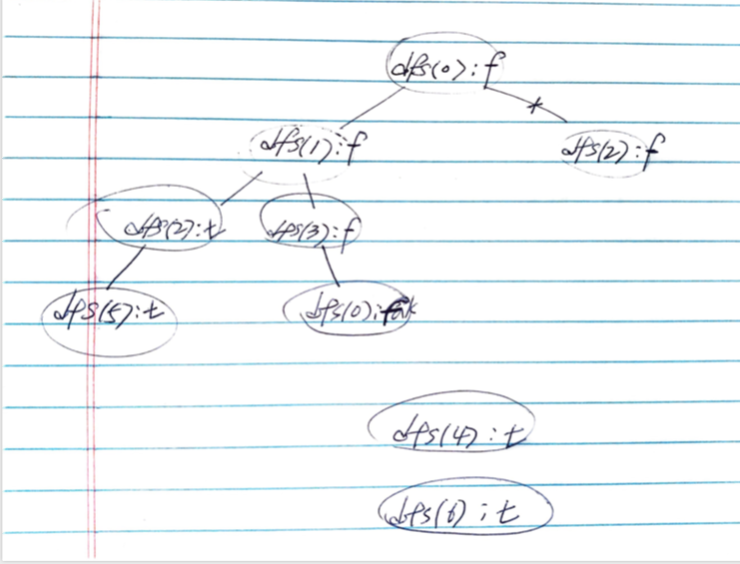 dfs(0):f
dfs(1):f dfs(2):f
dfs(2):t dfs(3):f
dfs(5):t dfs(0):
dfs(4):t
dfs(6):t